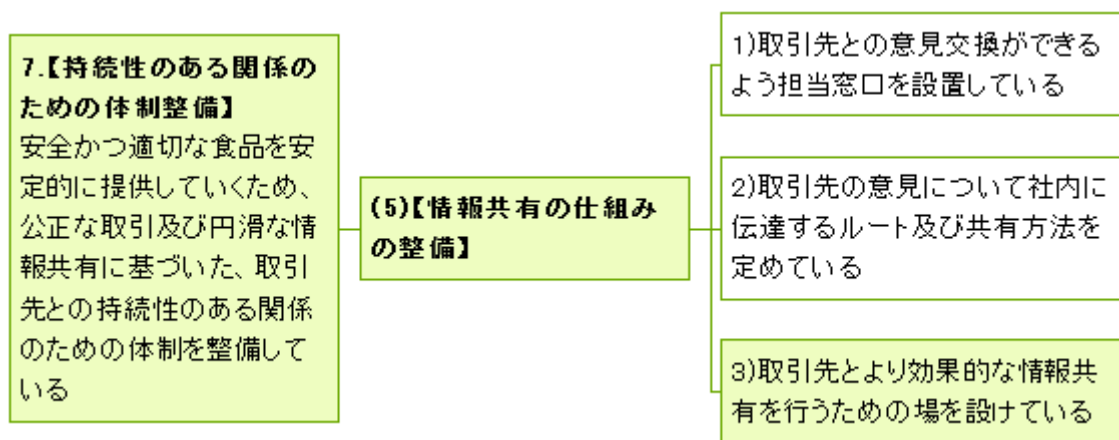 7.【持続性のある関係の
ための体制整備】
安全かつ適切な食品を安
定的に提供していくため、
公正な取引及び円滑な情
報共有に基づいた、取引
先との持続性のある関係
のための体制を整備して
いる
(5)【情報共有の仕組み
の整備】
1)取引先との意見交換ができる
よう担当窓口を設置している
2)取引先の意見について社内に
伝達するルート及び共有方法を
定めている
3)取引先とより効果的な情報共
有を行うための場を設けている